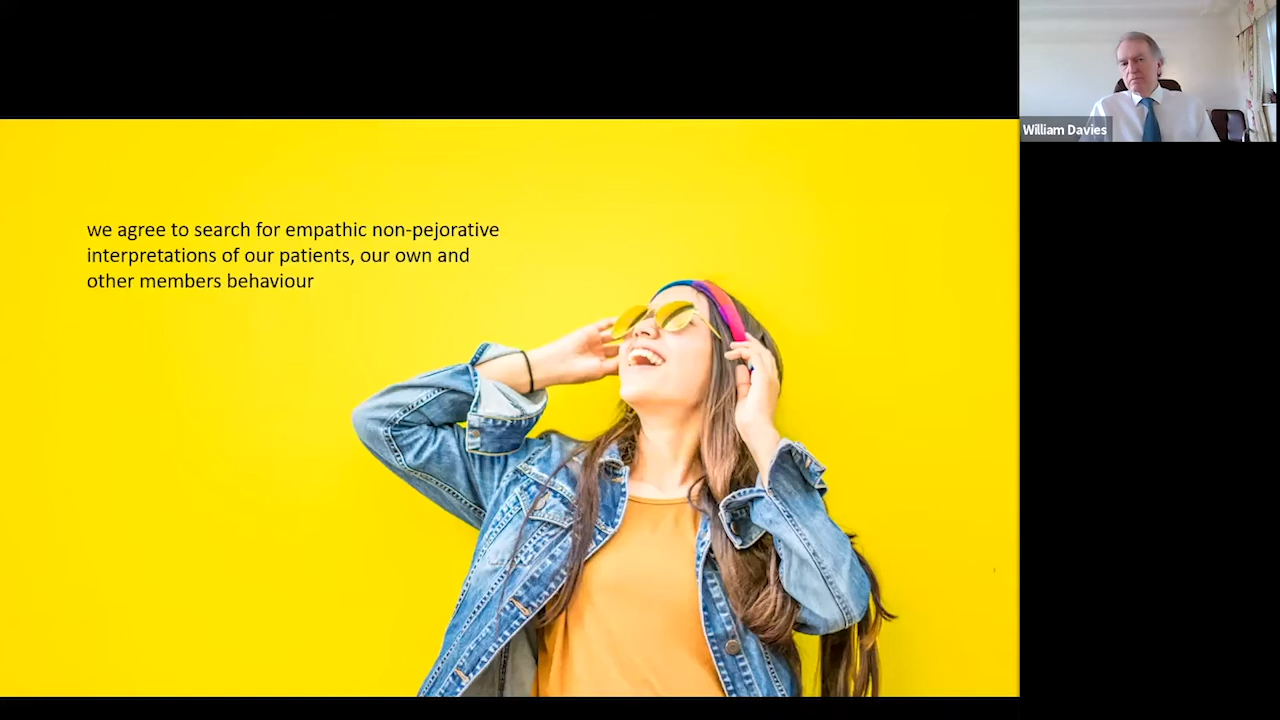 we agree to search for empathic non-pejorative
interpretations of our patients, our own and
other members behaviour
William Davies